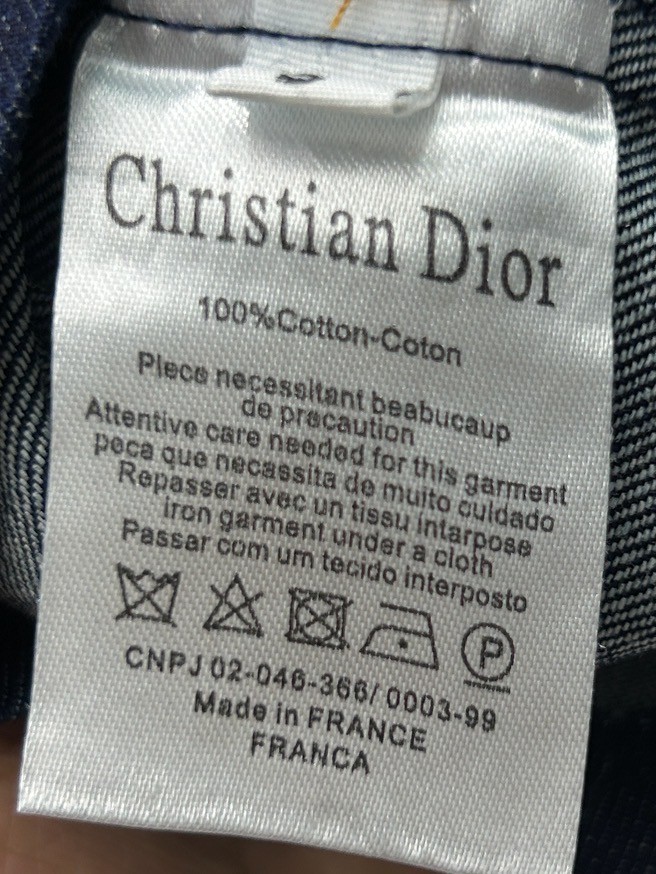 Christian Dior
100%Cotton-Coton
Piece necessitant beabucaup
de precaution
Attentive care needed for this garment
peca que necassita de muito culdado
Repasser avec un tissu intarpose
iron garment under a cloth
Passar com um tecido interposto
P
CNPJ 02-046-366/0003-99
Made in FRANCE
FRANCA